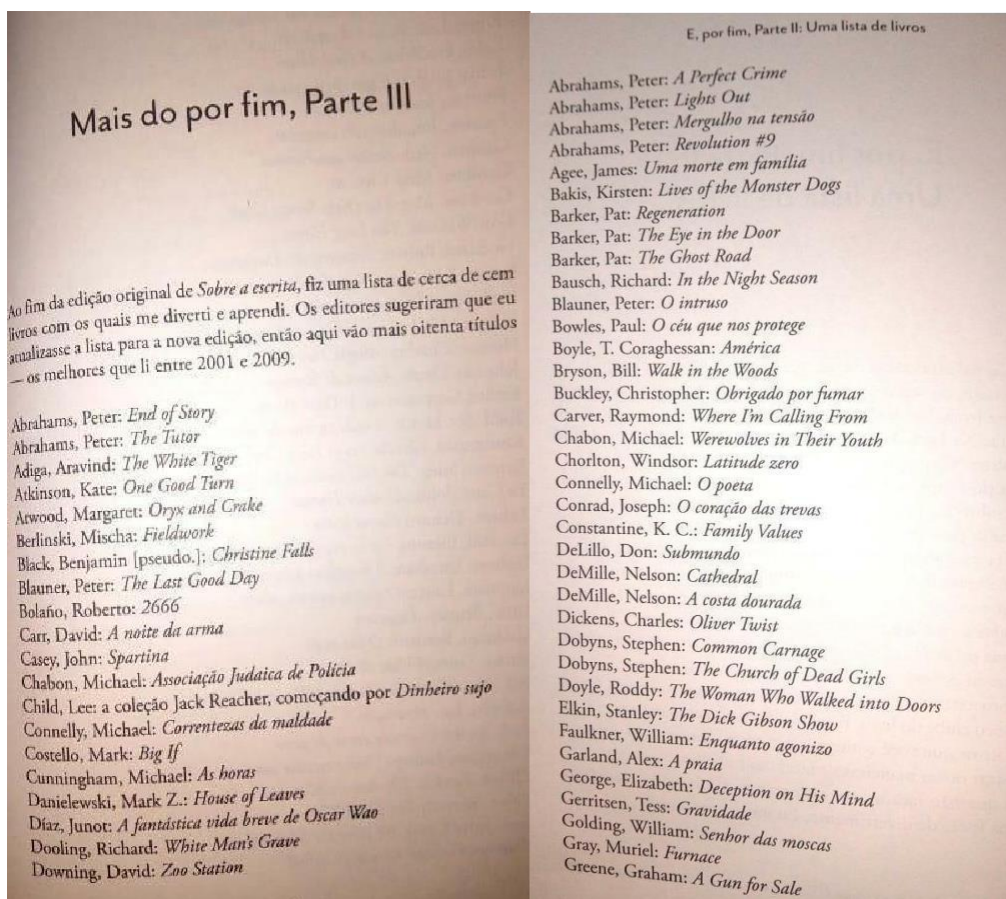 Mais do por fim, Parte III
Ao fim da edição original de Sobre a escrita, fiz uma lista de cerca de cem
livros com os quais me diverti e aprendi. Os editores sugeriram que eu
atualizasse a lista para a nova edição, então aqui vão mais oitenta títulos
— os melhores que li entre 2001 e 2009.
Abrahams, Peter: End of Story
Abrahams, Peter: The Tutor
Adiga, Aravind: The White Tiger
Atkinson, Kate: One Good Turn
Atwood, Margaret: Oryx and Crake
Berlinski, Mischa: Fieldwork
Black, Benjamin [pseudo.]: Christine Falls
Blauner, Peter: The Last Good Day
Bolaño, Roberto: 2666
Carr, David: A noite da arma
Casey, John: Spartina
Chabon, Michael: Associação Judaica de Polícia
Child, Lee: a coleção Jack Reacher, começando por Dinheiro sujo
Connelly, Michael: Correntezas da maldade
Costello, Mark: Big If
Cunningham, Michael: As horas
Danielewski, Mark Z.: House of Leaves
Díaz, Junot: A fantástica vida breve de Oscar Wao
Dooling, Richard: White Man's Grave
Downing, David: Zoo Station
E, por fim, Parte II: Uma lista de livros
Abrahams, Peter: A Perfect Crime
Abrahams, Peter: Lights Out
Abrahams, Peter: Mergulho na tensão
Abrahams, Peter: Revolution #9
Agee, James: Uma morte em família
Bakis, Kirsten: Lives of the Monster Dogs
Barker, Pat: Regeneration
Barker, Pat: The Eye in the Door
Barker, Pat: The Ghost Road
Bausch, Richard: In the Night Season
Blauner, Peter: O intruso
Bowles, Paul: O céu que nos protege
Boyle, T. Coraghessan: América
Bryson, Bill: Walk in the Woods
Buckley, Christopher: Obrigado por fumar
Carver, Raymond: Where I'm Calling From
Chabon, Michael: Werewolves in Their Youth
Chorlton, Windsor: Latitude zero
Connelly, Michael: O poeta
Conrad, Joseph: O coração das trevas
Constantine, K. C.: Family Values
DeLillo, Don: Submundo
DeMille, Nelson: Cathedral
DeMille, Nelson: A costa dourada
Dickens, Charles: Oliver Twist
Dobyns, Stephen: Common Carnage
Dobyns, Stephen: The Church of Dead Girls
Doyle, Roddy: The Woman Who Walked into Doors
Elkin, Stanley: The Dick Gibson Show
Faulkner, William: Enquanto agonizo
Garland, Alex: A praia
George, Elizabeth: Deception on His Mind
Gerritsen, Tess: Gravidade
Golding, William: Senhor das moscas
Gray, Muriel: Furnace
Greene, Graham: A Gun for Sale